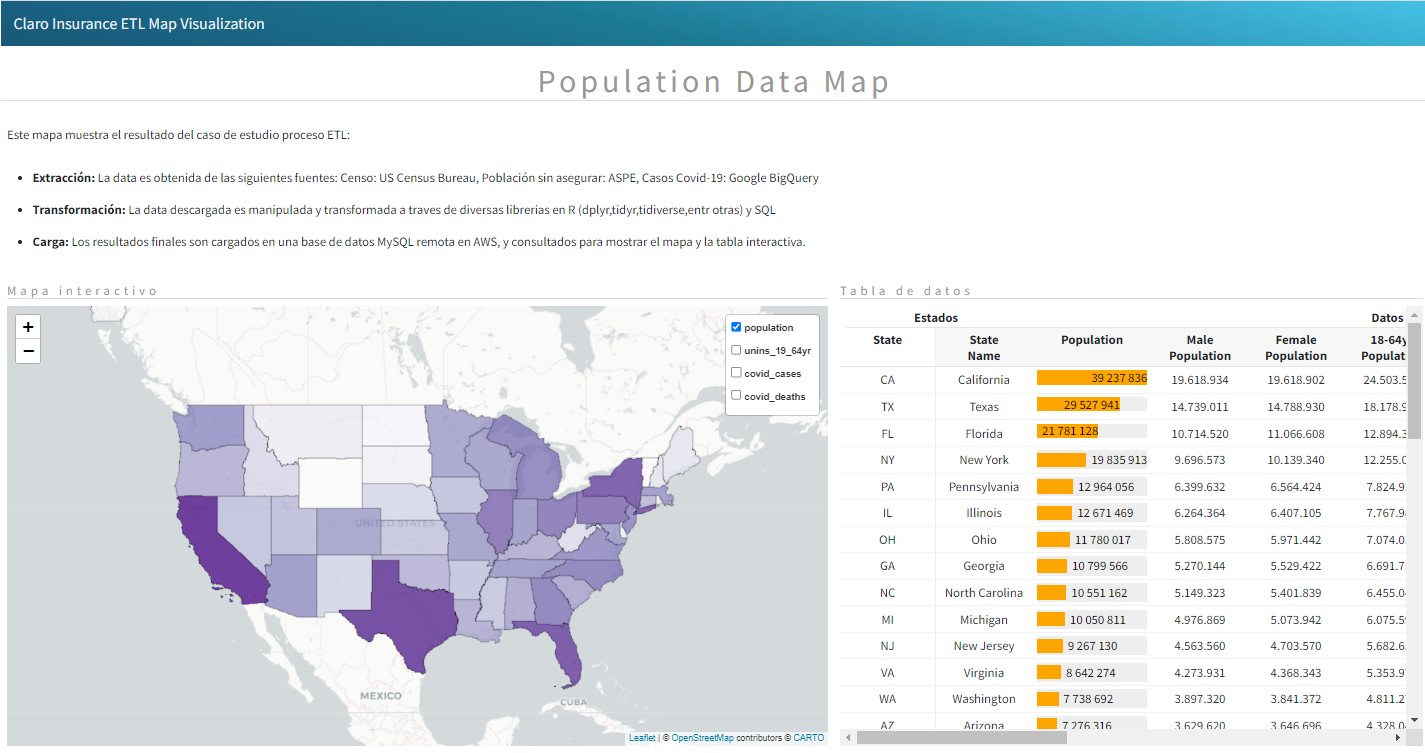 Claro Insurance ETL Map Visualization
Population Data Map
Este mapa muestra el resultado del caso de estudio proceso ETL:
• Extracción: La data es obtenida de las siguientes fuentes: Censo: US Census Bureau, Población sin asegurar: ASPE, Casos Covid-19: Google BigQuery
• Transformación: La data descargada es manipulada y transformada a traves de diversas librerias en R (dplyr,tidyr,tidiverse,entr otras) y SQL
• Carga: Los resultados finales son cargados en una base de datos MySQL remota en AWS, y consultados para mostrar el mapa y la tabla interactiva.
Mapa interactivo
+
−
population
unins_19_64yr
covid_cases
covid_deaths
UNITED STATES
MEXICO
CUBA
Leaflet | © OpenStreetMap contributors © CARTO
Tabla de datos
Estados Datos
State State Name Population Male Population Female Population 18-64y Populat
CA California 39 237 836 19.618.934 19.618.902 24.503.5
TX Texas 29 527 941 14.739.011 14.788.930 18.178.9
FL Florida 21 781 128 10.714.520 11.066.608 12.894.3
NY New York 19 835 913 9.696.573 10.139.340 12.255.0
PA Pennsylvania 12 964 056 6.399.632 6.564.424 7.824.9
IL Illinois 12 671 469 6.264.364 6.407.105 7.767.9
OH Ohio 11 780 017 5.808.575 5.971.442 7.074.0
GA Georgia 10 799 566 5.270.144 5.529.422 6.691.7
NC North Carolina 10 551 162 5.149.323 5.401.839 6.455.0
MI Michigan 10 050 811 4.976.869 5.073.942 6.075.5
NJ New Jersey 9 267 130 4.563.560 4.703.570 5.682.6
VA Virginia 8 642 274 4.273.931 4.368.343 5.353.9
WA Washington 7 738 692 3.897.320 3.841.372 4.811.2
AZ Arizona 7 276 316 3.629.620 3.646.696 4.328.0